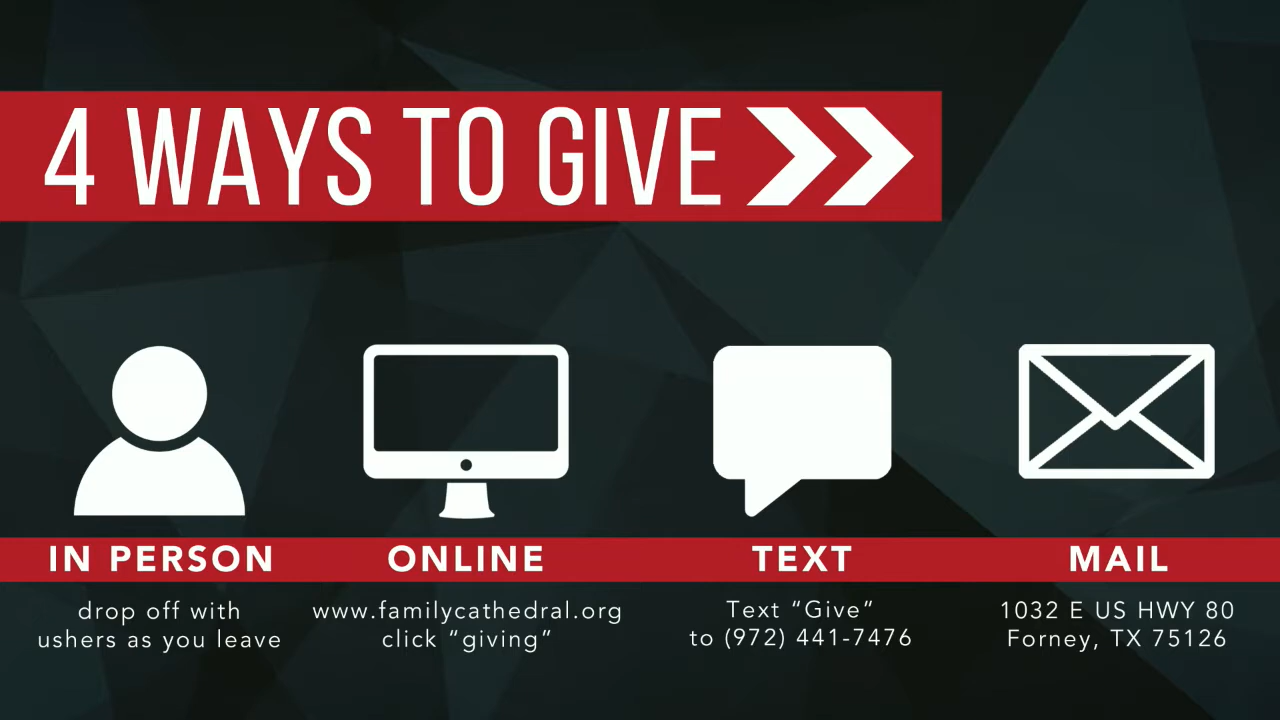 4 WAYS TO GIVE
IN PERSON
drop off with
ushers as you leave
ONLINE
www.familycathedral.org
click “giving”
TEXT
Text “Give”
to (972) 441-7476
MAIL
1032 E US HWY 80
Forney, TX 75126